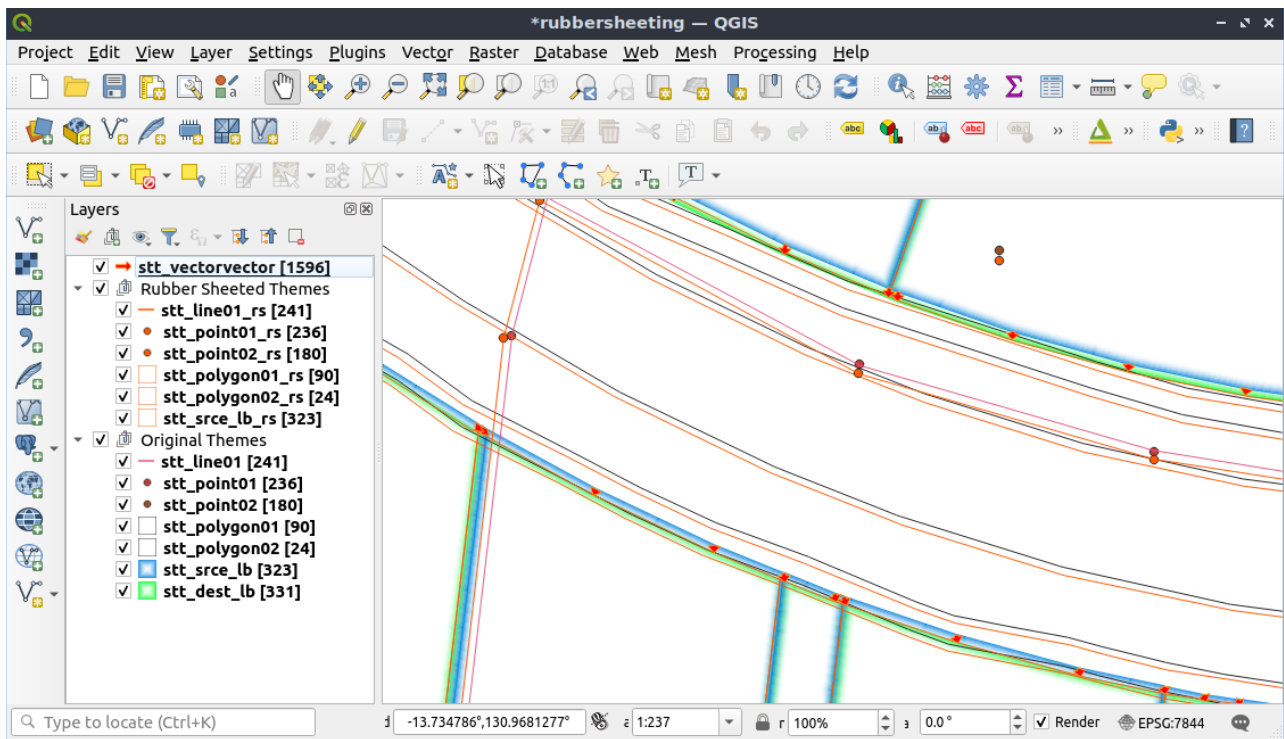 *rubbersheeting — QGIS
Project Edit View Layer Settings Plugins Vector Raster Database Web Mesh Processing Help
Layers
stt_vectorvector [1596]
Rubber Sheeted Themes
stt_line01_rs [241]
stt_point01_rs [236]
stt_point02_rs [180]
stt_polygon01_rs [90]
stt_polygon02_rs [24]
stt_srce_lb_rs [323]
Original Themes
stt_line01 [241]
stt_point01 [236]
stt_point02 [180]
stt_polygon01 [90]
stt_polygon02 [24]
stt_srce_lb [323]
stt_dest_lb [331]
Type to locate (Ctrl+K) -13.734786°,130.9681277° 1:237 r 100% 0.0 ° Render EPSG:7844